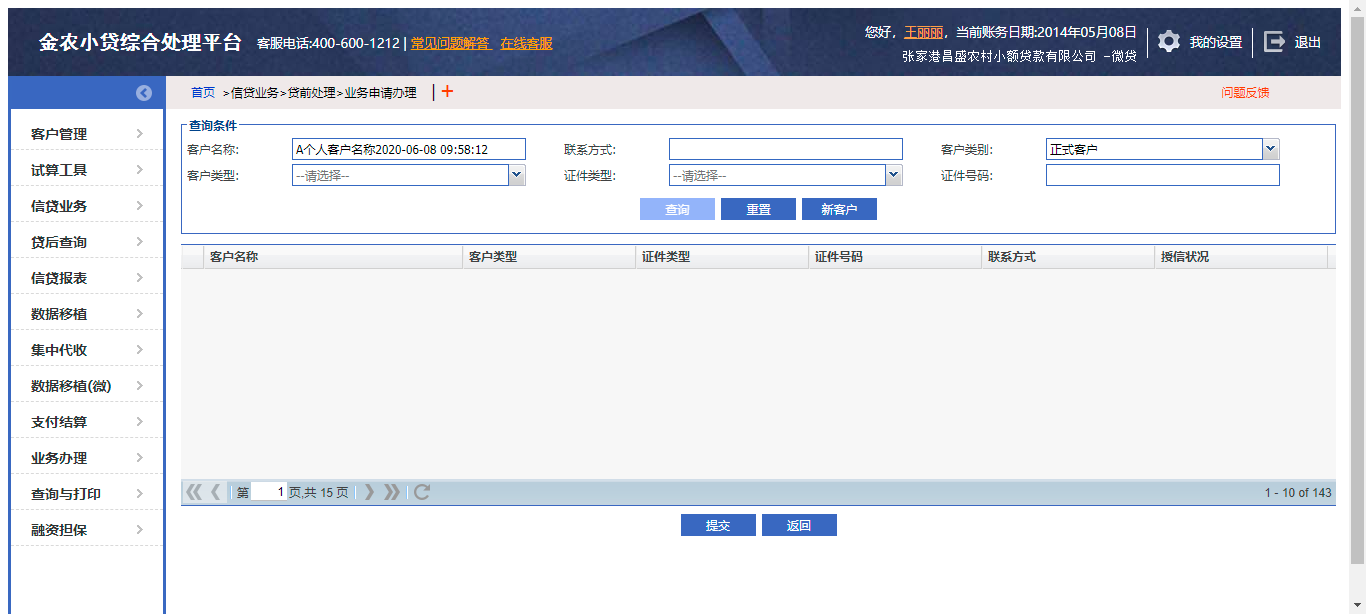 金农小贷综合处理平台 客服电话:400-600-1212 | 常见问题解答 在线客服
您好，王丽丽，当前账务日期:2014年05月08日
张家港昌盛农村小额贷款有限公司 -微贷
我的设置
退出
首页 >信贷业务>贷前处理>业务申请办理 | +
问题反馈
客户管理
试算工具
信贷业务
贷后查询
信贷报表
数据移植
集中代收
数据移植(微)
支付结算
业务办理
查询与打印
融资担保
查询条件
客户名称: A个人客户名称2020-06-08 09:58:12 联系方式: 客户类别: 正式客户
客户类型: --请选择-- 证件类型: --请选择-- 证件号码:
查询 重置 新客户
客户名称 客户类型 证件类型 证件号码 联系方式 授信状况
第 1 页,共 15 页
1 - 10 of 143
提交 返回